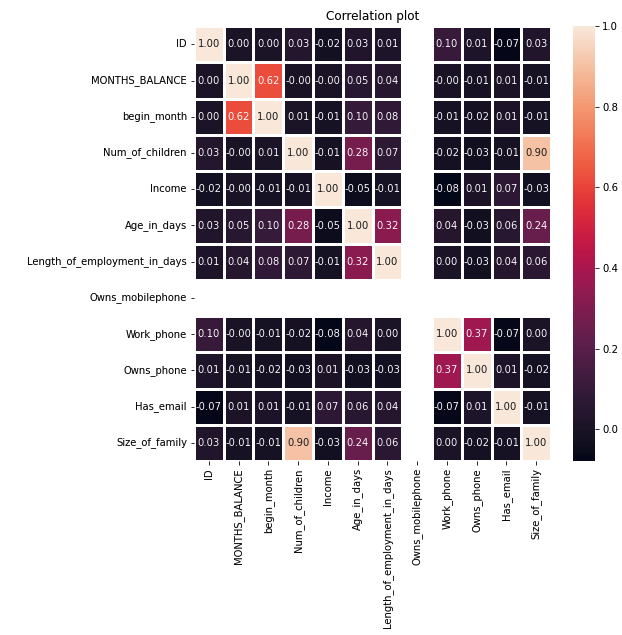 Correlation plot
ID 1.00 0.00 0.00 0.03 -0.02 0.03 0.01 0.10 0.01 -0.07 0.03
MONTHS_BALANCE 0.00 1.00 0.62 -0.00 -0.00 0.05 0.04 -0.00 -0.01 0.01 -0.01
begin_month 0.00 0.62 1.00 0.01 -0.01 0.10 0.08 -0.01 -0.02 0.01 -0.01
Num_of_children 0.03 -0.00 0.01 1.00 -0.01 0.28 0.07 -0.02 -0.03 -0.01 0.90
Income -0.02 -0.00 -0.01 -0.01 1.00 -0.05 -0.01 -0.08 0.01 0.07 -0.03
Age_in_days 0.03 0.05 0.10 0.28 -0.05 1.00 0.32 0.04 -0.03 0.06 0.24
Length_of_employment_in_days 0.01 0.04 0.08 0.07 -0.01 0.32 1.00 0.00 -0.03 0.04 0.06
Owns_mobilephone
Work_phone 0.10 -0.00 -0.01 -0.02 -0.08 0.04 0.00 1.00 0.37 -0.07 0.00
Owns_phone 0.01 -0.01 -0.02 -0.03 0.01 -0.03 -0.03 0.37 1.00 0.01 -0.02
Has_email -0.07 0.01 0.01 -0.01 0.07 0.06 0.04 -0.07 0.01 1.00 -0.01
Size_of_family 0.03 -0.01 -0.01 0.90 -0.03 0.24 0.06 0.00 -0.02 -0.01 1.00
ID
MONTHS_BALANCE
begin_month
Num_of_children
Income
Age_in_days
Length_of_employment_in_days
Owns_mobilephone
Work_phone
Owns_phone
Has_email
Size_of_family
1.0
0.8
0.6
0.4
0.2
0.0